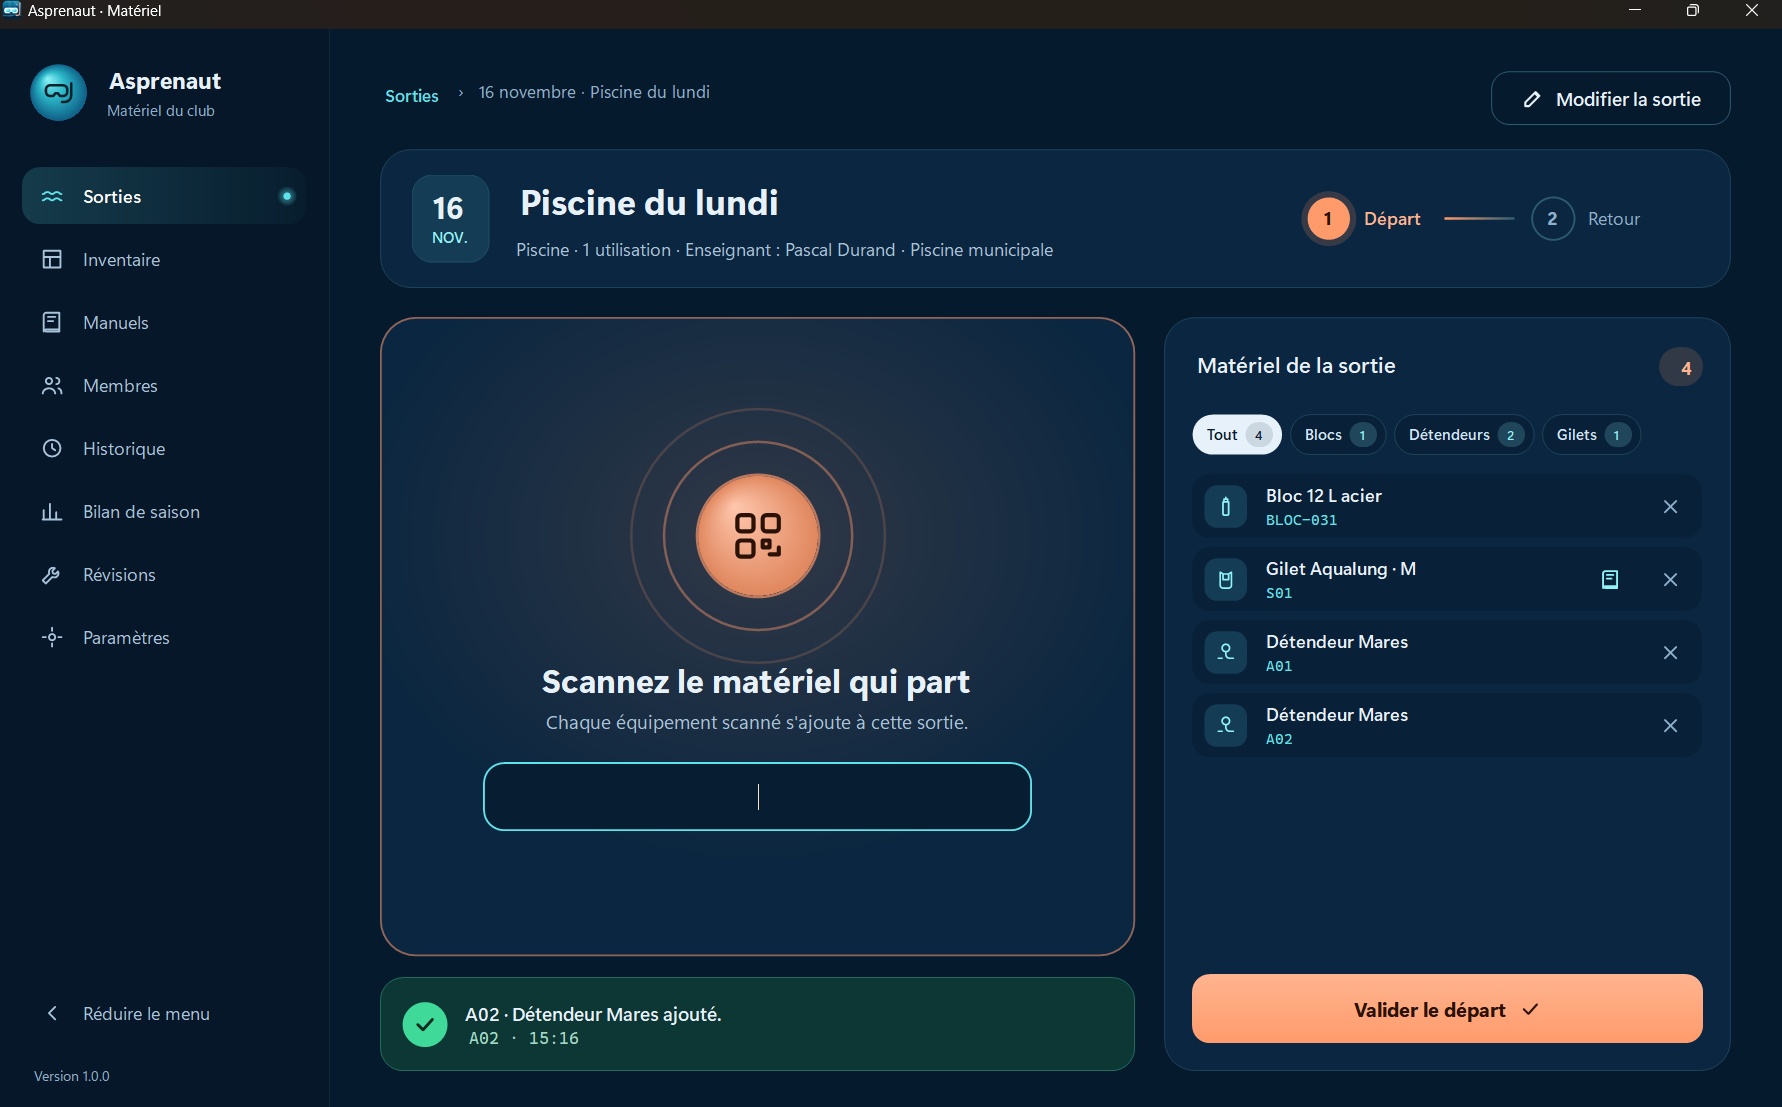 Asprenaut · Matériel
Asprenaut
Matériel du club
Sorties
Inventaire
Manuels
Membres
Historique
Bilan de saison
Révisions
Paramètres
Réduire le menu
Version 1.0.0
Sorties › 16 novembre · Piscine du lundi
Modifier la sortie
16
NOV.
Piscine du lundi
Piscine · 1 utilisation · Enseignant : Pascal Durand · Piscine municipale
1 Départ
2 Retour
Scannez le matériel qui part
Chaque équipement scanné s'ajoute à cette sortie.
A02 · Détendeur Mares ajouté.
A02 · 15:16
Matériel de la sortie
4
Tout 4
Blocs 1
Détendeurs 2
Gilets 1
Bloc 12 L acier
BLOC-031
Gilet Aqualung · M
S01
Détendeur Mares
A01
Détendeur Mares
A02
Valider le départ